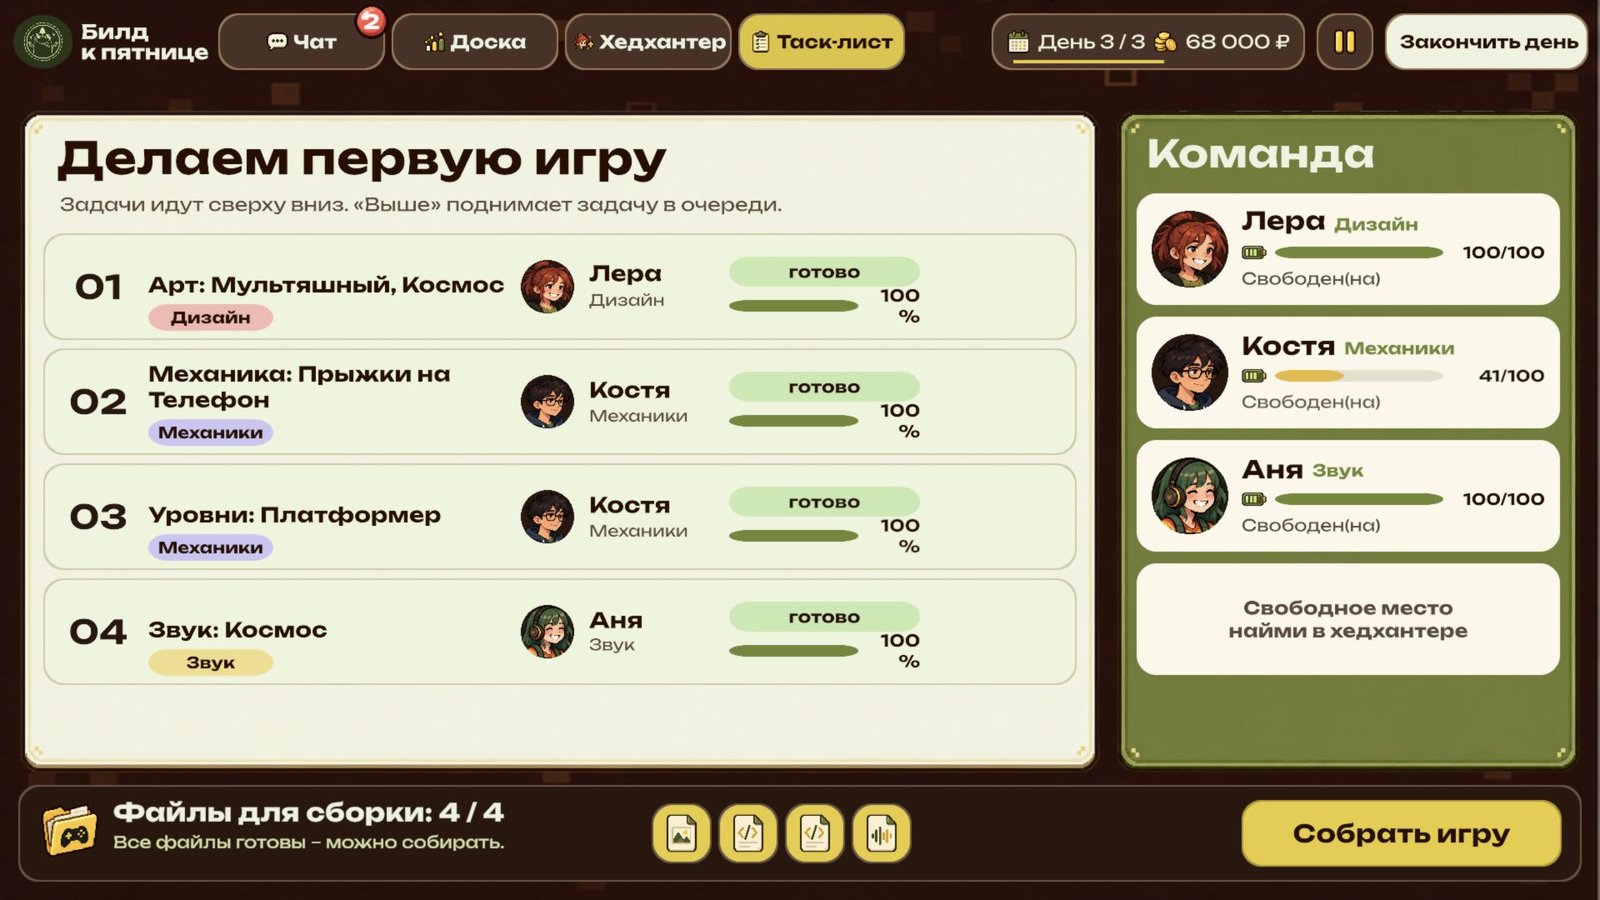 Билд
к пятнице
Чат
2
Доска
Хедхантер
Таск-лист
День 3 / 3
68 000 ₽
Закончить день
Делаем первую игру
Задачи идут сверху вниз. «Выше» поднимает задачу в очереди.
01
Арт: Мультяшный, Космос
Дизайн
Лера
Дизайн
готово
100
%
02
Механика: Прыжки на
Телефон
Механики
Костя
Механики
готово
100
%
03
Уровни: Платформер
Механики
Костя
Механики
готово
100
%
04
Звук: Космос
Звук
Аня
Звук
готово
100
%
Команда
Лера Дизайн
100/100
Свободен(на)
Костя Механики
41/100
Свободен(на)
Аня Звук
100/100
Свободен(на)
Свободное место
найми в хедхантере
Файлы для сборки: 4 / 4
Все файлы готовы – можно собирать.
Собрать игру